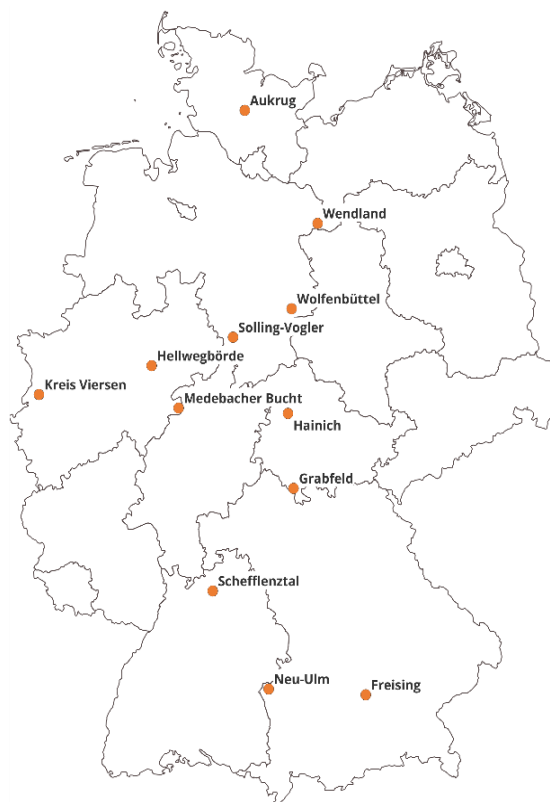 Aukrug
Wendland
Wolfenbüttel
Solling-Vogler
Hellwegbörde
Kreis Viersen
Medebacher Bucht
Hainich
Grabfeld
Schefflenztal
Neu-Ulm
Freising